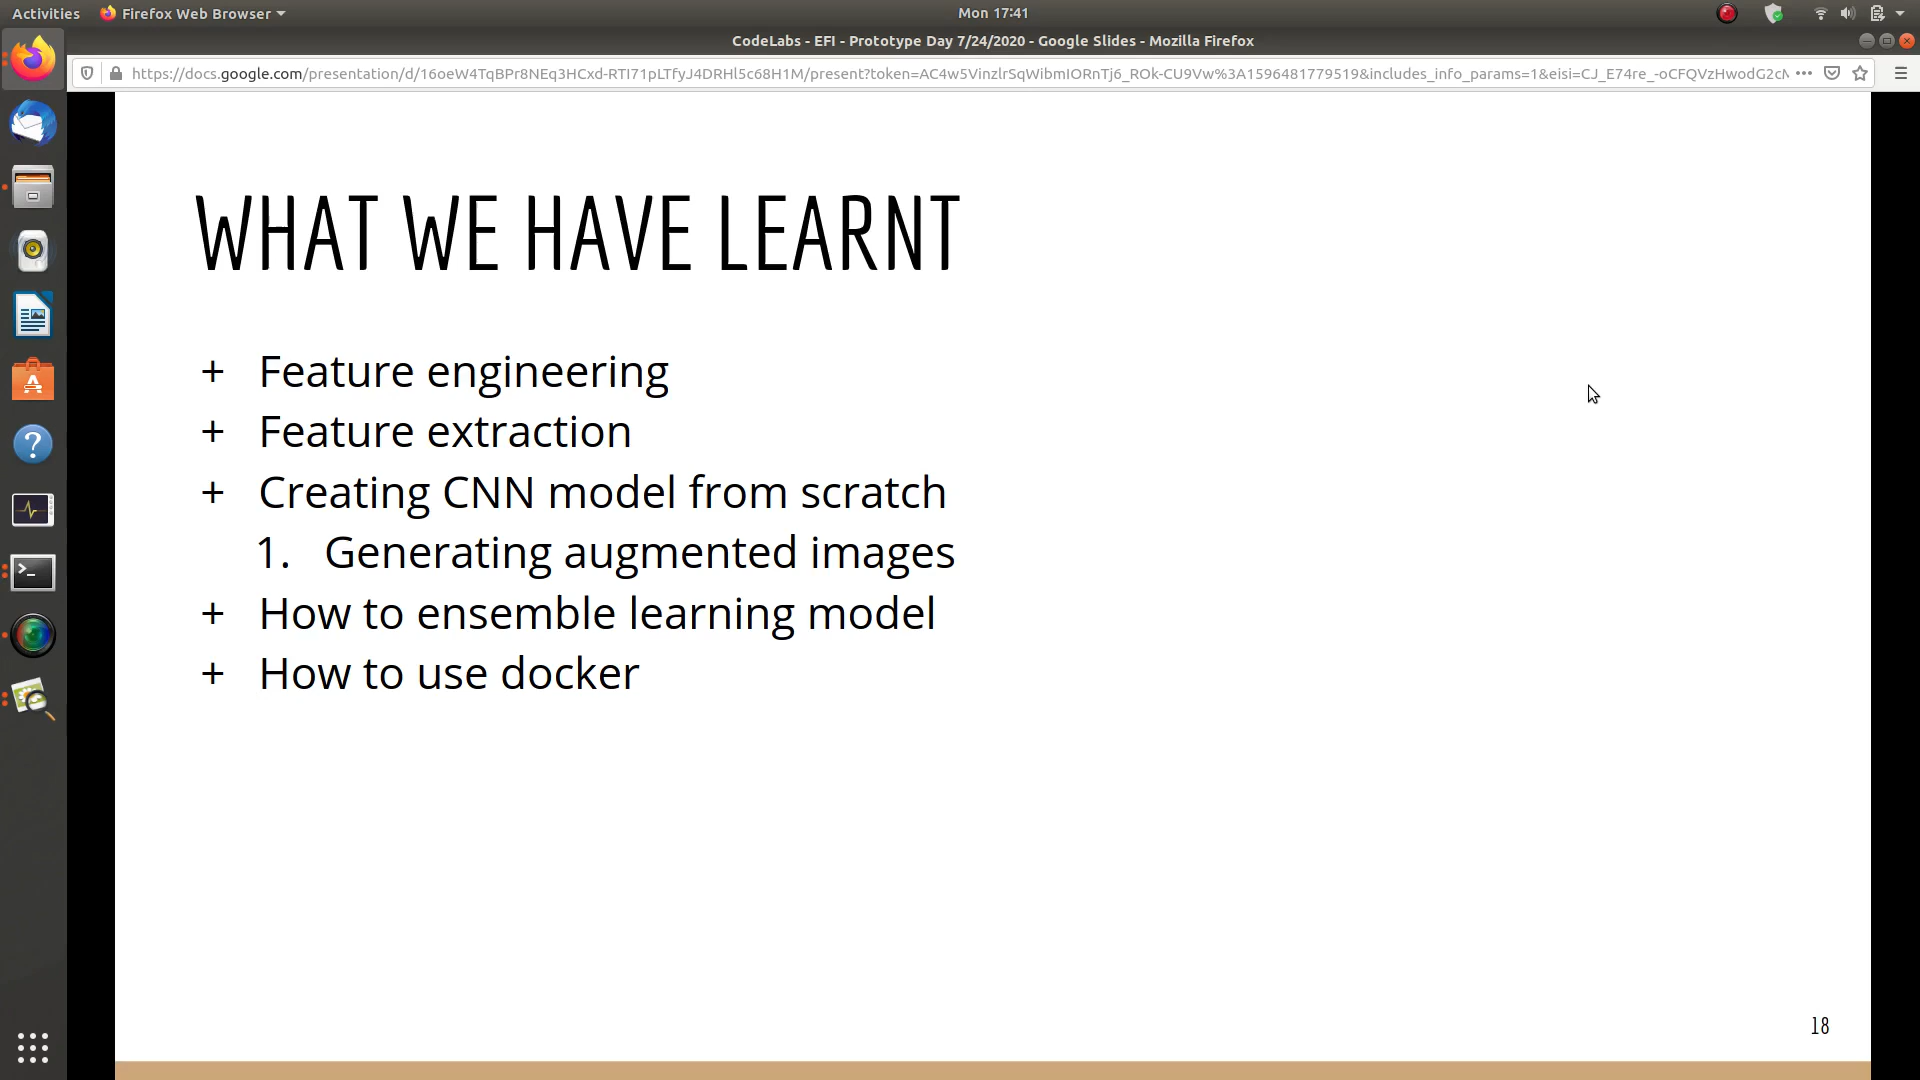 Activities Firefox Web Browser Mon 17:41
CodeLabs - EFI - Prototype Day 7/24/2020 - Google Slides - Mozilla Firefox
https://docs.google.com/presentation/d/16oeW4TqBPr8NEq3HCxd-RTI71pLTfyJ4DRHl5c68H1M/present?token=AC4w5VinzlrSqWibmIORnTj6_ROk-CU9Vw%3A1596481779519&includes_info_params=1&eisi=CJ_E74re_-oCFQVzHwodG2cM
WHAT WE HAVE LEARNT
+ Feature engineering
+ Feature extraction
+ Creating CNN model from scratch
1. Generating augmented images
+ How to ensemble learning model
+ How to use docker
18